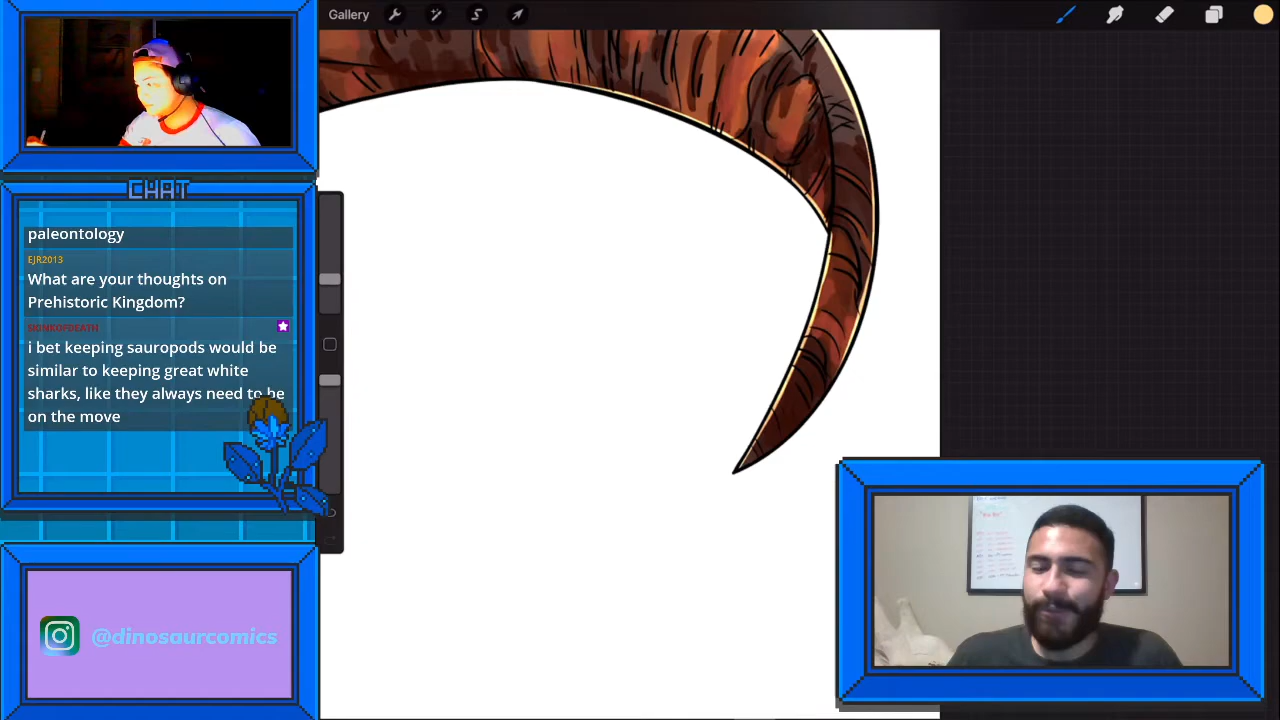 Gallery
CHAT
paleontology
EJR2013
What are your thoughts on
Prehistoric Kingdom?
SIGNEOFDEATH
i bet keeping sauropods would be
similar to keeping great white
sharks, like they always need to be
on the move
@dinosaurcomics